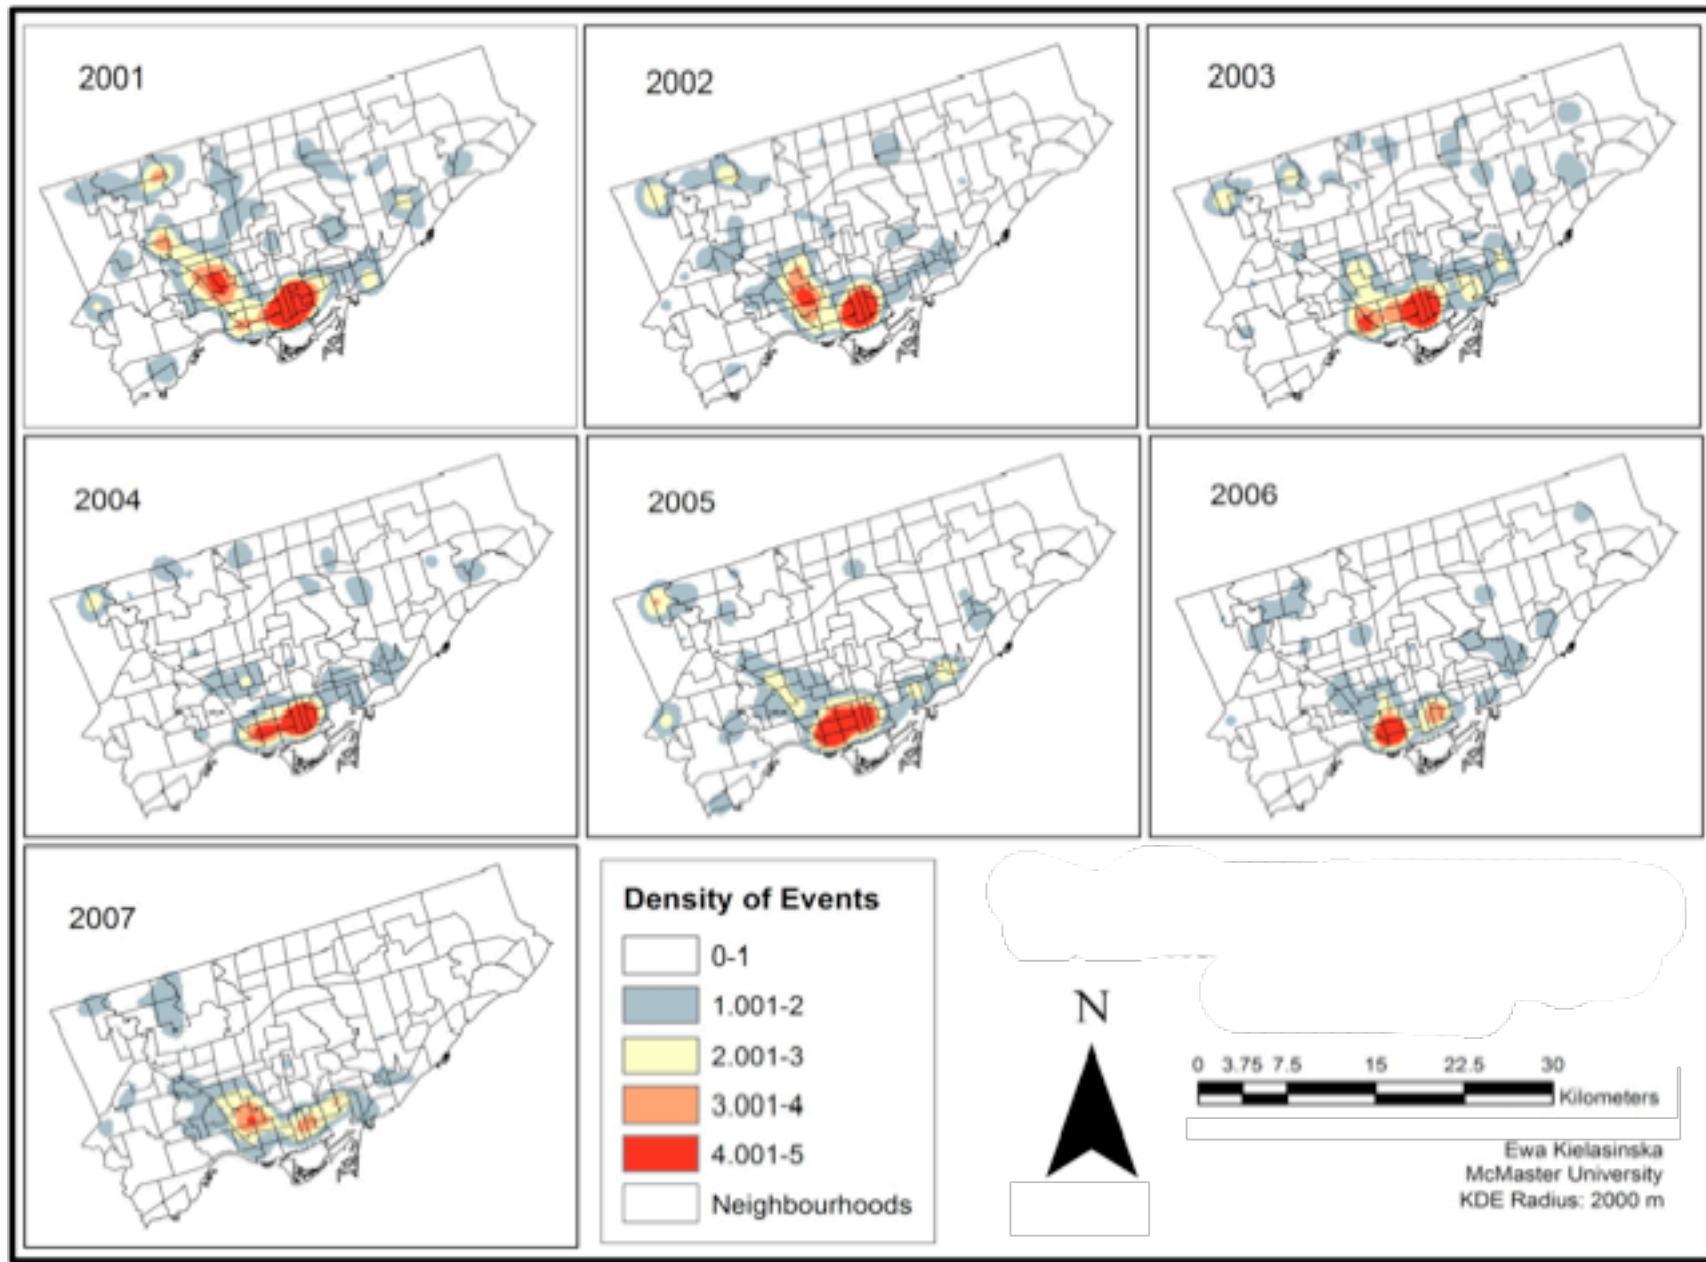 2001
2002
2003
2004
2005
2006
2007
Density of Events
0-1
1.001-2
2.001-3
3.001-4
4.001-5
Neighbourhoods
N
0 3.75 7.5 15 22.5 30
Kilometers
Ewa Kielasinska
McMaster University
KDE Radius: 2000 m